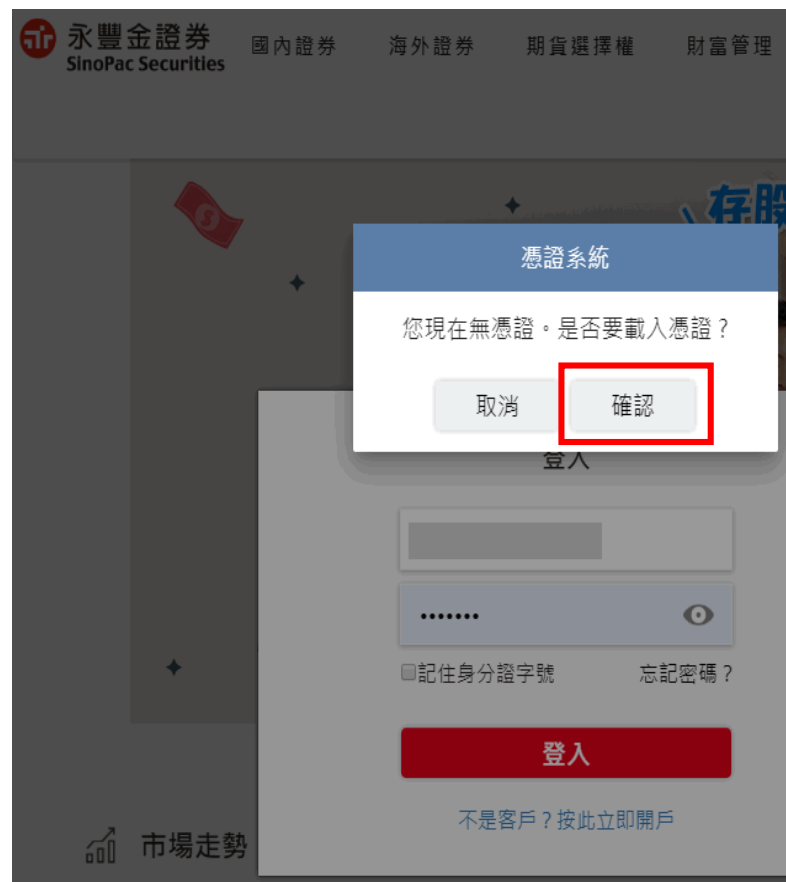 永豐金證券
SinoPac Securities
國內證券 海外證券 期貨選擇權 財富管理
存股
憑證系統
您現在無憑證。是否要載入憑證？
取消 確認
登入
•••••••
記住身分證字號 忘記密碼？
登入
不是客戶？按此立即開戶
市場走勢